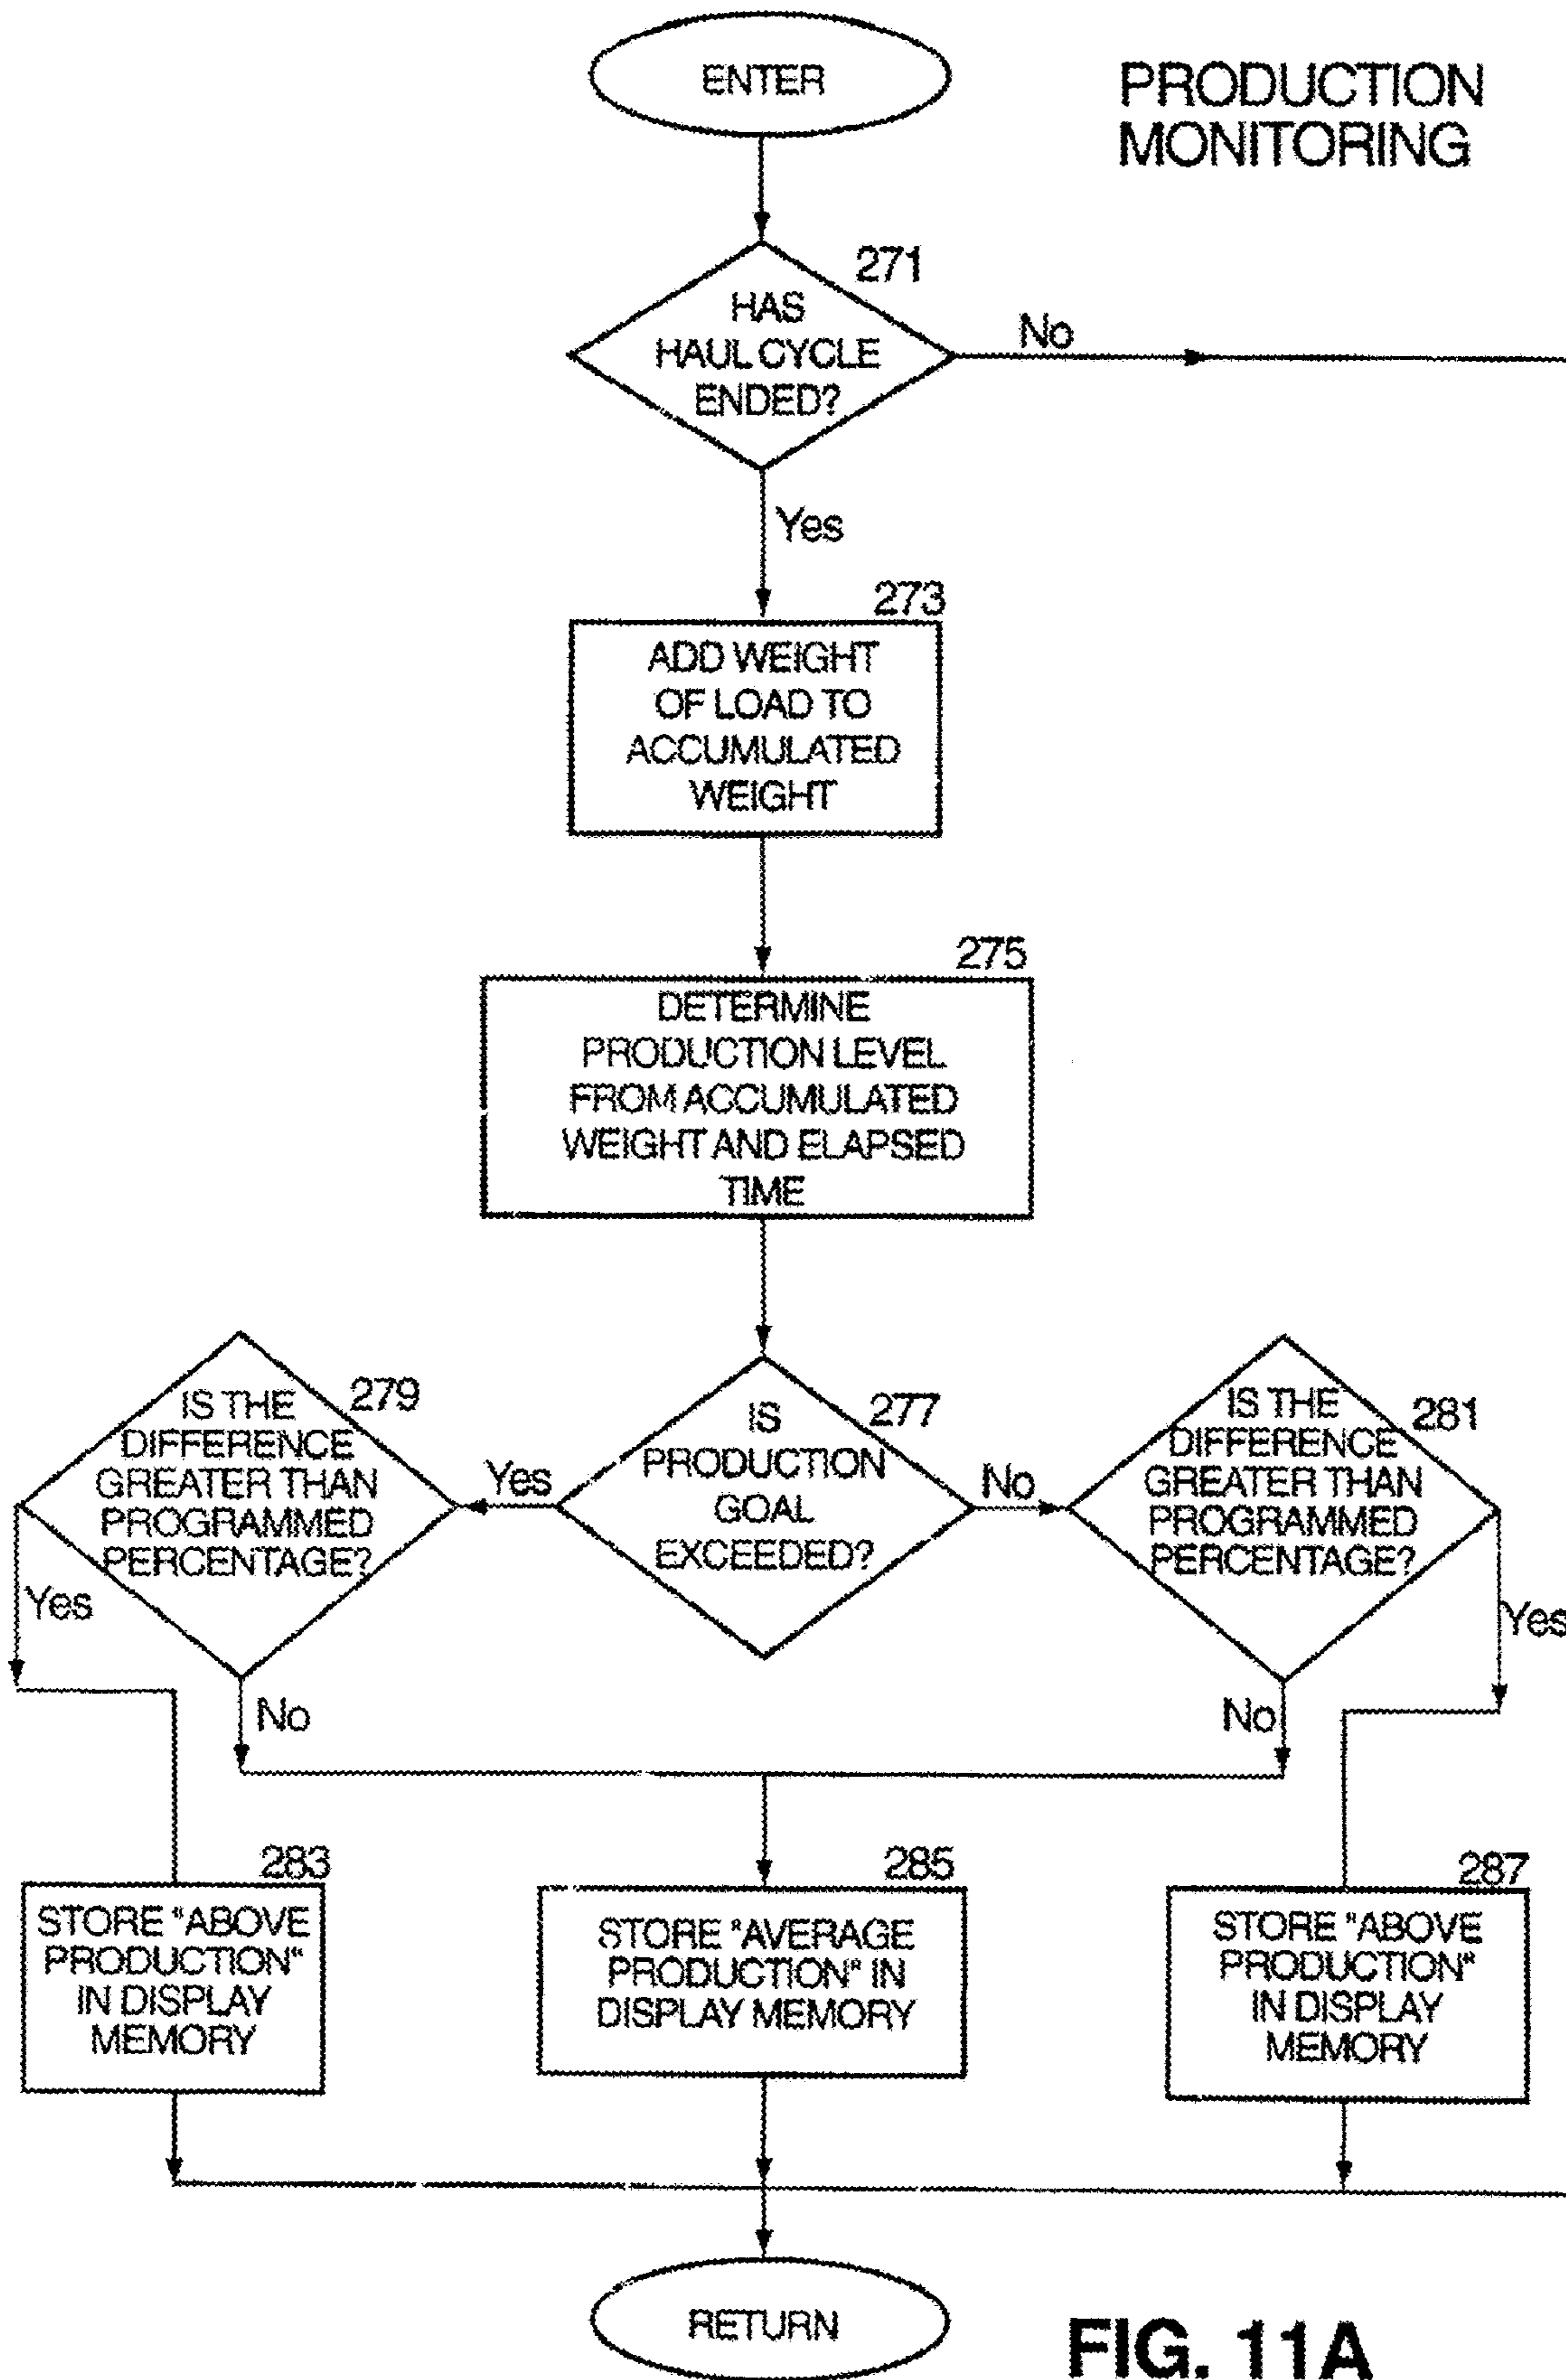 ENTER
PRODUCTION
MONITORING
271
HAS
HAUL CYCLE
ENDED?
No
Yes
273
ADD WEIGHT
OF LOAD TO
ACCUMULATED
WEIGHT
275
DETERMINE
PRODUCTION LEVEL
FROM ACCUMULATED
WEIGHT AND ELAPSED
TIME
279
IS THE
DIFFERENCE
GREATER THAN
PROGRAMMED
PERCENTAGE?
Yes
277
IS
PRODUCTION
GOAL
EXCEEDED?
No
281
IS THE
DIFFERENCE
GREATER THAN
PROGRAMMED
PERCENTAGE?
Yes
Yes
No
No
283
STORE "ABOVE
PRODUCTION"
IN DISPLAY
MEMORY
285
STORE "AVERAGE
PRODUCTION" IN
DISPLAY MEMORY
287
STORE "ABOVE
PRODUCTION"
IN DISPLAY
MEMORY
RETURN
FIG. 11A